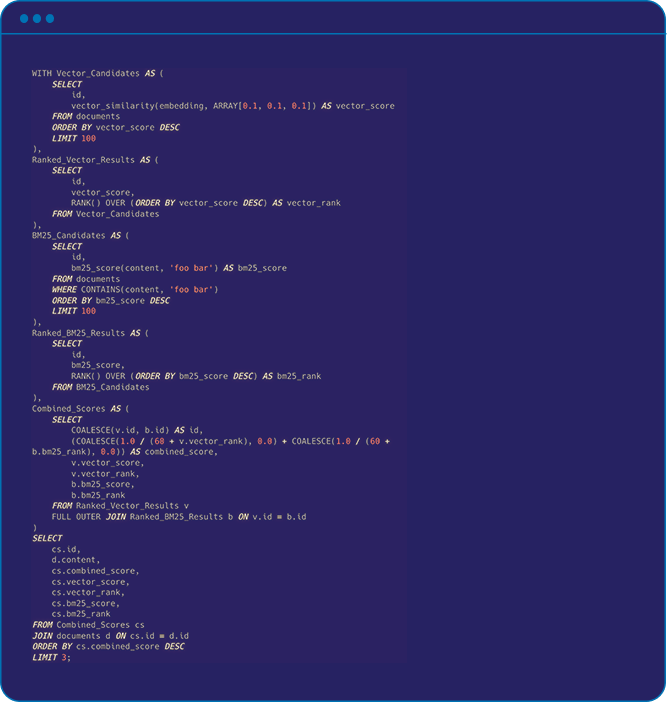 WITH Vector_Candidates AS (
    SELECT
        id,
        vector_similarity(embedding, ARRAY[0.1, 0.1, 0.1]) AS vector_score
    FROM documents
    ORDER BY vector_score DESC
    LIMIT 100
),
Ranked_Vector_Results AS (
    SELECT
        id,
        vector_score,
        RANK() OVER (ORDER BY vector_score DESC) AS vector_rank
    FROM Vector_Candidates
),
BM25_Candidates AS (
    SELECT
        id,
        bm25_score(content, 'foo bar') AS bm25_score
    FROM documents
    WHERE CONTAINS(content, 'foo bar')
    ORDER BY bm25_score DESC
    LIMIT 100
),
Ranked_BM25_Results AS (
    SELECT
        id,
        bm25_score,
        RANK() OVER (ORDER BY bm25_score DESC) AS bm25_rank
    FROM BM25_Candidates
),
Combined_Scores AS (
    SELECT
        COALESCE(v.id, b.id) AS id,
        (COALESCE(1.0 / (60 + v.vector_rank), 0.0) + COALESCE(1.0 / (60 +
b.bm25_rank), 0.0)) AS combined_score,
        v.vector_score,
        v.vector_rank,
        b.bm25_score,
        b.bm25_rank
    FROM Ranked_Vector_Results v
    FULL OUTER JOIN Ranked_BM25_Results b ON v.id = b.id
)
SELECT
    cs.id,
    d.content,
    cs.combined_score,
    cs.vector_score,
    cs.vector_rank,
    cs.bm25_score,
    cs.bm25_rank
FROM Combined_Scores cs
JOIN documents d ON cs.id = d.id
ORDER BY cs.combined_score DESC
LIMIT 3;